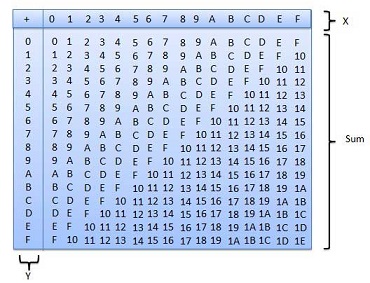 + 0 1 2 3 4 5 6 7 8 9 A B C D E F
X
0 0 1 2 3 4 5 6 7 8 9 A B C D E F
1 1 2 3 4 5 6 7 8 9 A B C D E F 10
2 2 3 4 5 6 7 8 9 A B C D E F 10 11
3 3 4 5 6 7 8 9 A B C D E F 10 11 12
4 4 5 6 7 8 9 A B C D E F 10 11 12 13
5 5 6 7 8 9 A B C D E F 10 11 12 13 14
6 6 7 8 9 A B C D E F 10 11 12 13 14 15
7 7 8 9 A B C D E F 10 11 12 13 14 15 16
8 8 9 A B C D E F 10 11 12 13 14 15 16 17
9 9 A B C D E F 10 11 12 13 14 15 16 17 18
A A B C D E F 10 11 12 13 14 15 16 17 18 19
B B C D E F 10 11 12 13 14 15 16 17 18 19 1A
C C D E F 10 11 12 13 14 15 16 17 18 19 1A 1B
D D E F 10 11 12 13 14 15 16 17 18 19 1A 1B 1C
E E F 10 11 12 13 14 15 16 17 18 19 1A 1B 1C 1D
F F 10 11 12 13 14 15 16 17 18 19 1A 1B 1C 1D 1E
Sum
Y